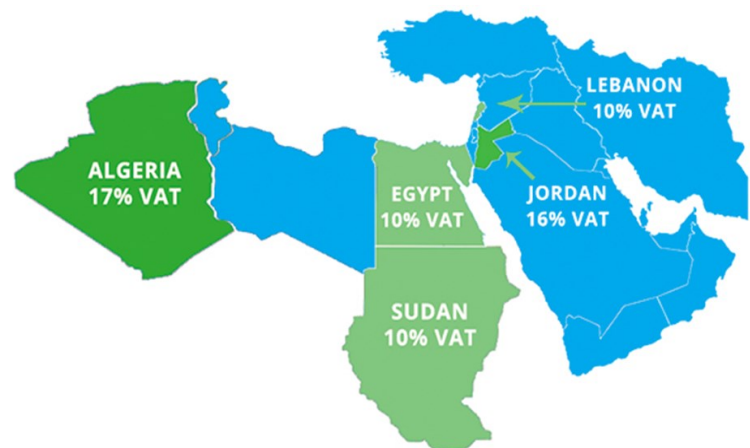 LEBANON
10% VAT
ALGERIA
17% VAT
EGYPT
10% VAT
JORDAN
16% VAT
SUDAN
10% VAT